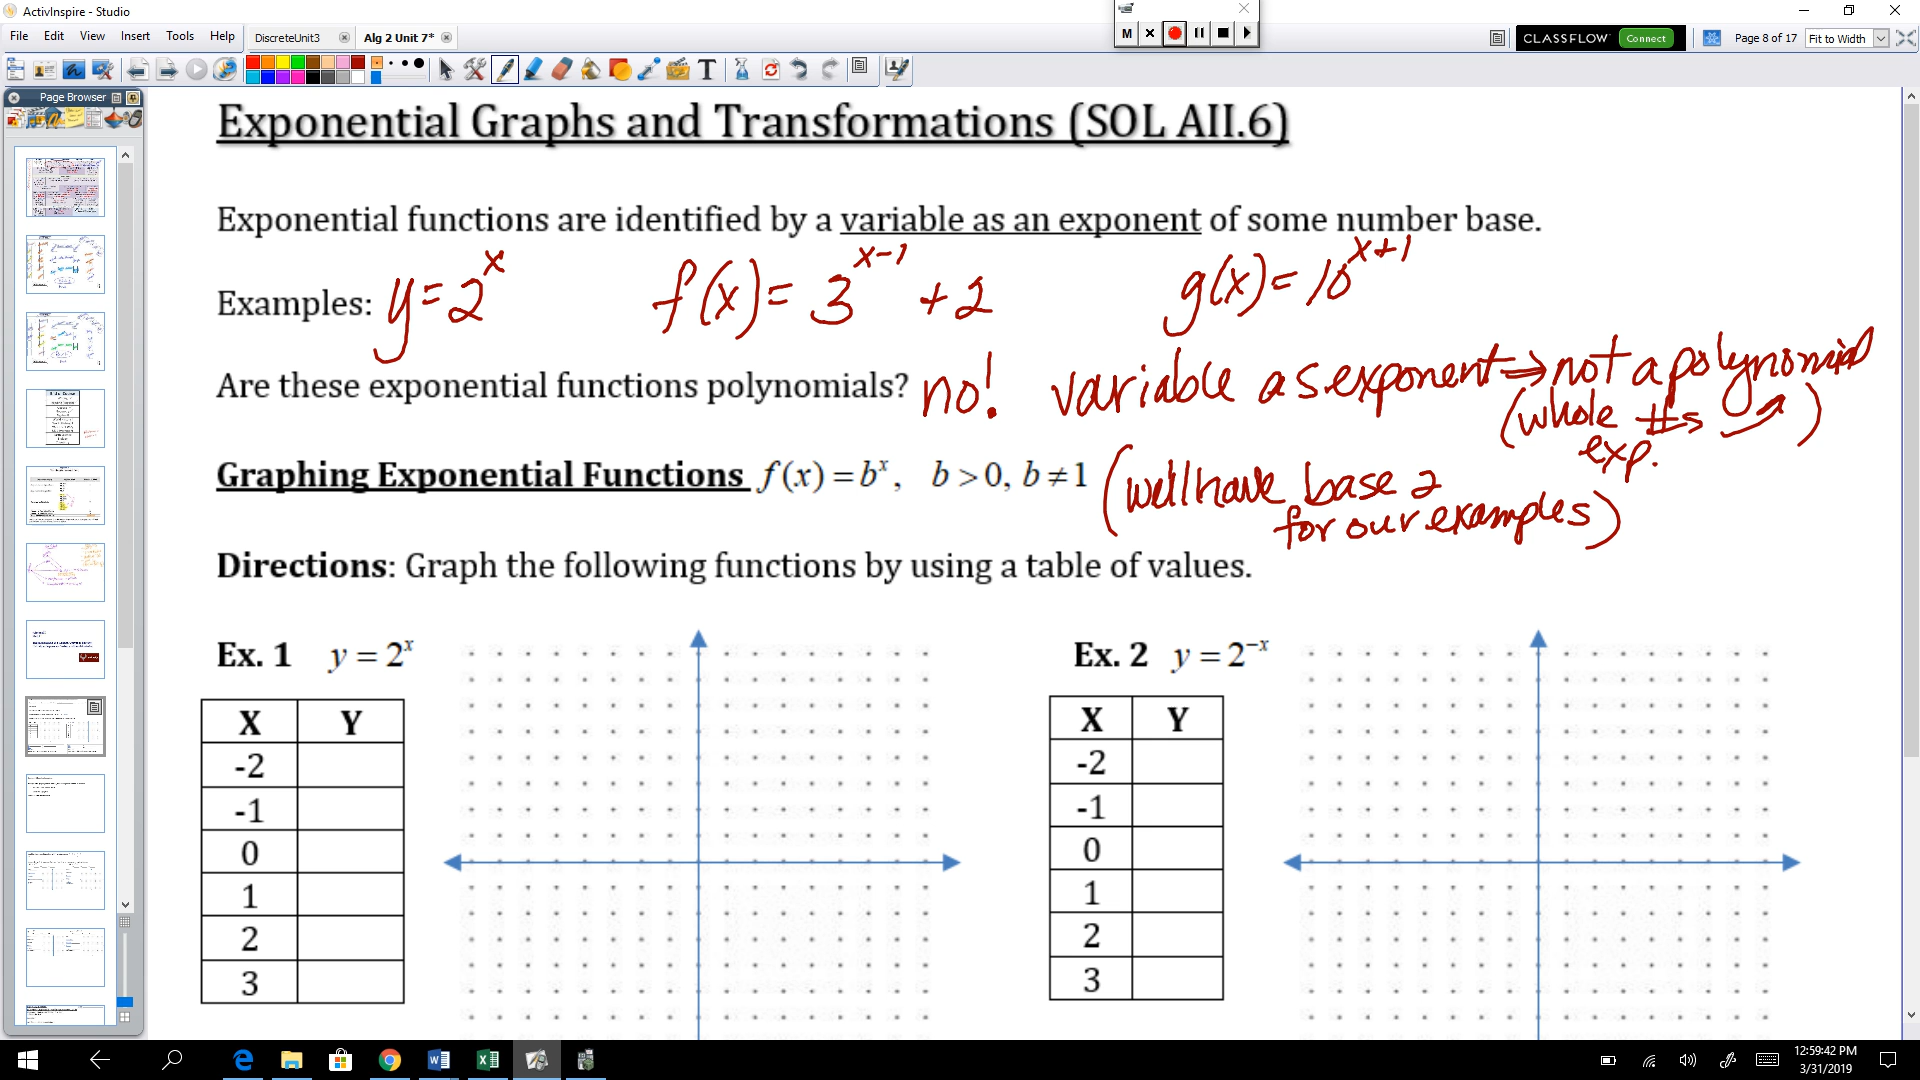 ActivInspire - Studio
File Edit View Insert Tools Help
DiscreteUnit3
Alg 2 Unit 7*
M
CLASSFLOW Connect
Page 8 of 17
Fit to Width
Page Browser
Exponential Graphs and Transformations (SOL AII.6)
Exponential functions are identified by a variable as an exponent of some number base.
Examples: y = 2^x f(x) = 3^{x-1} + 2 g(x) = 10^{x+1}
Are these exponential functions polynomials? no! variable as exponent ⇒ not a polynomial
(whole #s ↗)
exp.
Graphing Exponential Functions f(x) = b^x, b > 0, b ≠ 1 (we'll have base 2
for our examples)
Directions: Graph the following functions by using a table of values.
Ex. 1 y = 2^x
X Y
-2
-1
0
1
2
3
Ex. 2 y = 2^{-x}
X Y
-2
-1
0
1
2
3
12:59:42 PM
3/31/2019